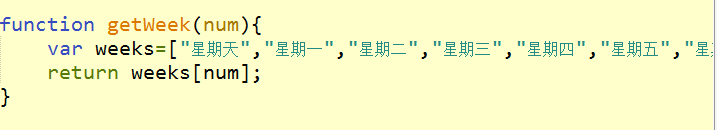 function getWeek(num){
var weeks=["星期天","星期一","星期二","星期三","星期四","星期五","星
return weeks[num];
}